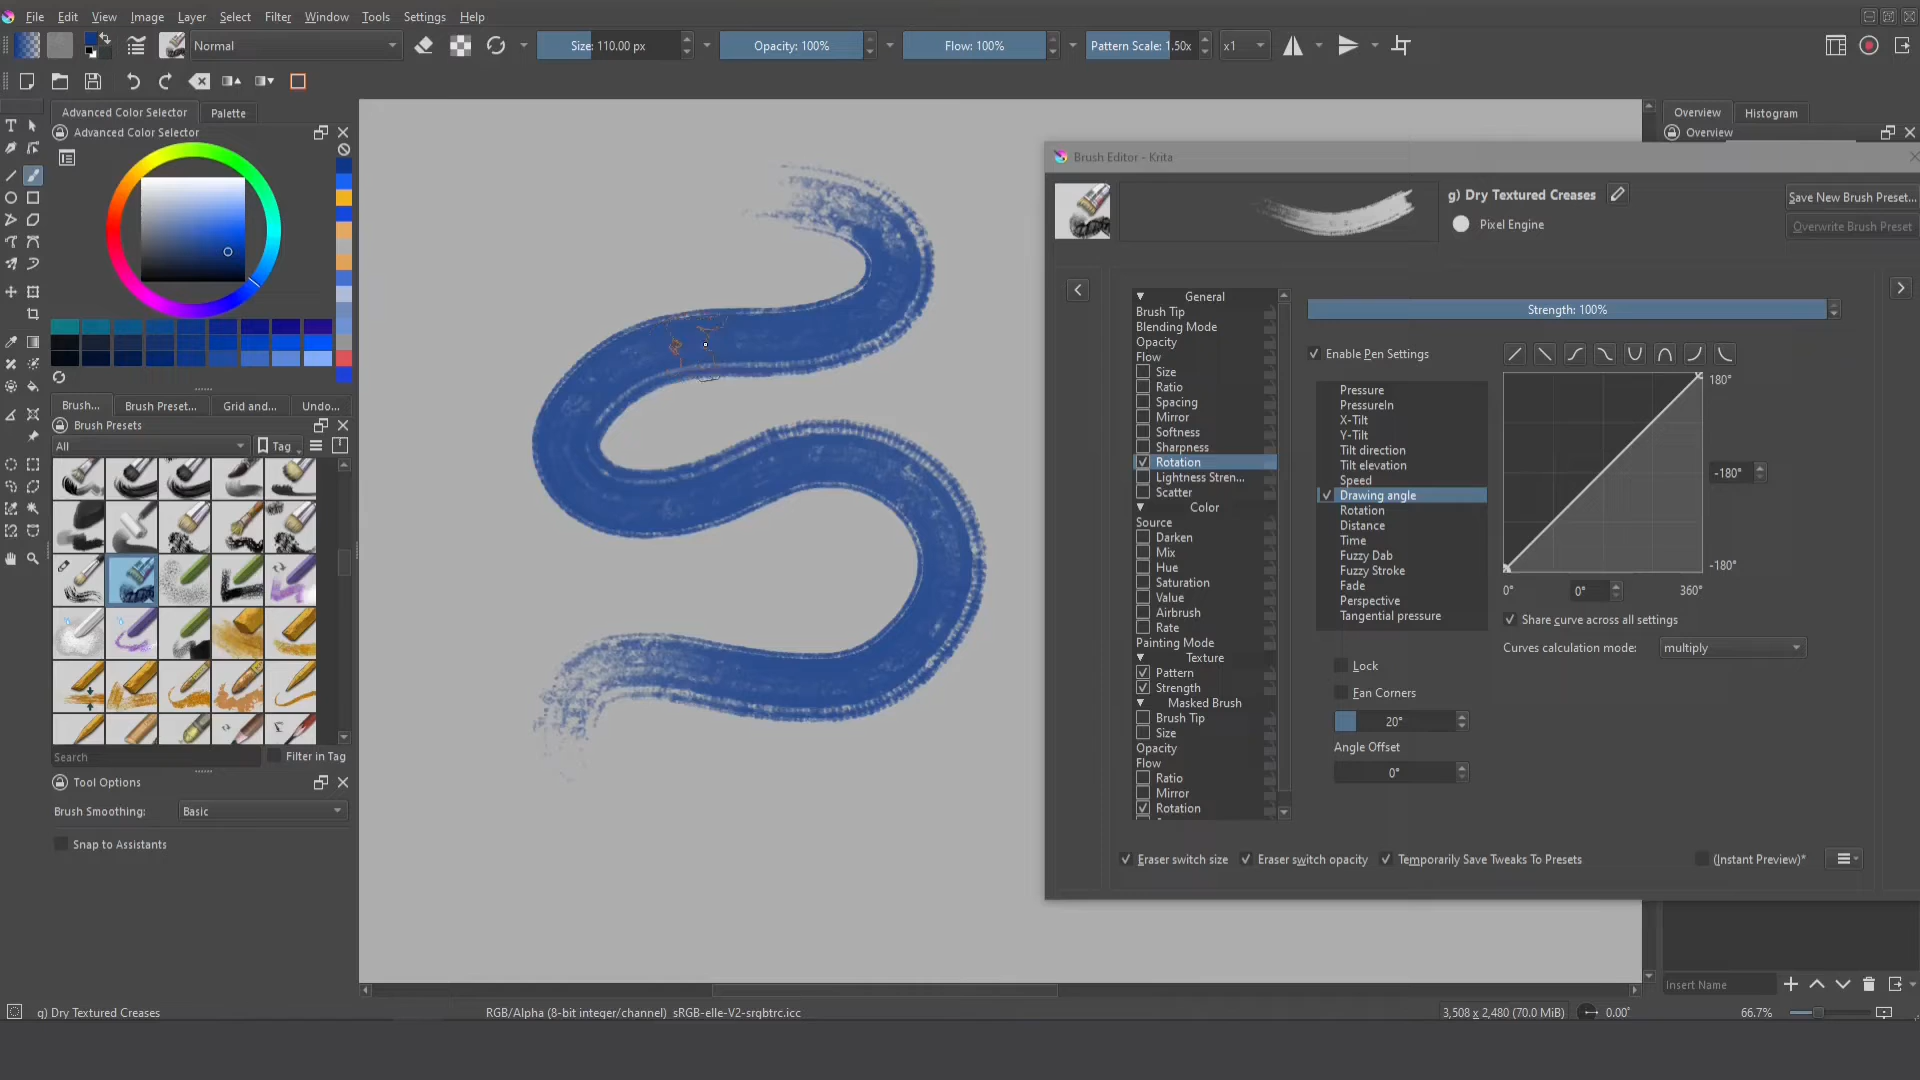 File Edit View Image Layer Select Filter Window Tools Settings Help
Normal
Size: 110.00 px
Opacity: 100%
Flow: 100%
Pattern Scale: 1.50x
x1
Advanced Color Selector
Palette
Advanced Color Selector
Overview
Histogram
Overview
Brush Editor - Krita
g) Dry Textured Creases
Pixel Engine
Save New Brush Preset...
Overwrite Brush Preset
General
Brush Tip
Blending Mode
Opacity
Flow
Size
Ratio
Spacing
Mirror
Softness
Sharpness
Rotation
Lightness Stren...
Scatter
Color
Source
Darken
Mix
Hue
Saturation
Value
Airbrush
Rate
Painting Mode
Texture
Pattern
Strength
Masked Brush
Brush Tip
Size
Opacity
Flow
Ratio
Mirror
Rotation
Strength: 100%
Enable Pen Settings
Pressure
PressureIn
X-Tilt
Y-Tilt
Tilt direction
Tilt elevation
Speed
Drawing angle
Rotation
Distance
Time
Fuzzy Dab
Fuzzy Stroke
Fade
Perspective
Tangential pressure
180°
-180°
-180°
0°
0°
360°
Share curve across all settings
Curves calculation mode:
multiply
Lock
Fan Corners
20°
Angle Offset
0°
Eraser switch size
Eraser switch opacity
Temporarily Save Tweaks To Presets
(Instant Preview)*
Brush...
Brush Preset...
Grid and...
Undo...
Brush Presets
All
Tag
Search
Filter in Tag
Tool Options
Brush Smoothing:
Basic
Snap to Assistants
Insert Name
g) Dry Textured Creases
RGB/Alpha (8-bit integer/channel) sRGB-elle-V2-srgbtrc.icc
3,508 x 2,480 (70.0 MiB)
0.00°
66.7%